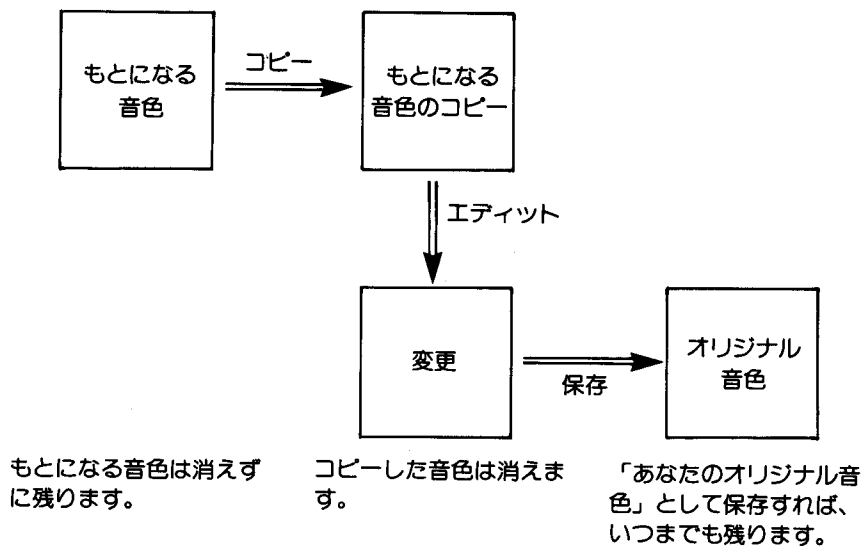 もとになる
音色
コピー
もとになる
音色のコピー
エディット
変更
保存
オリジナル
音色
もとになる音色は消えず
に残ります。
コピーした音色は消えま
す。
「あなたのオリジナル音
色」として保存すれば、
いつまでも残ります。